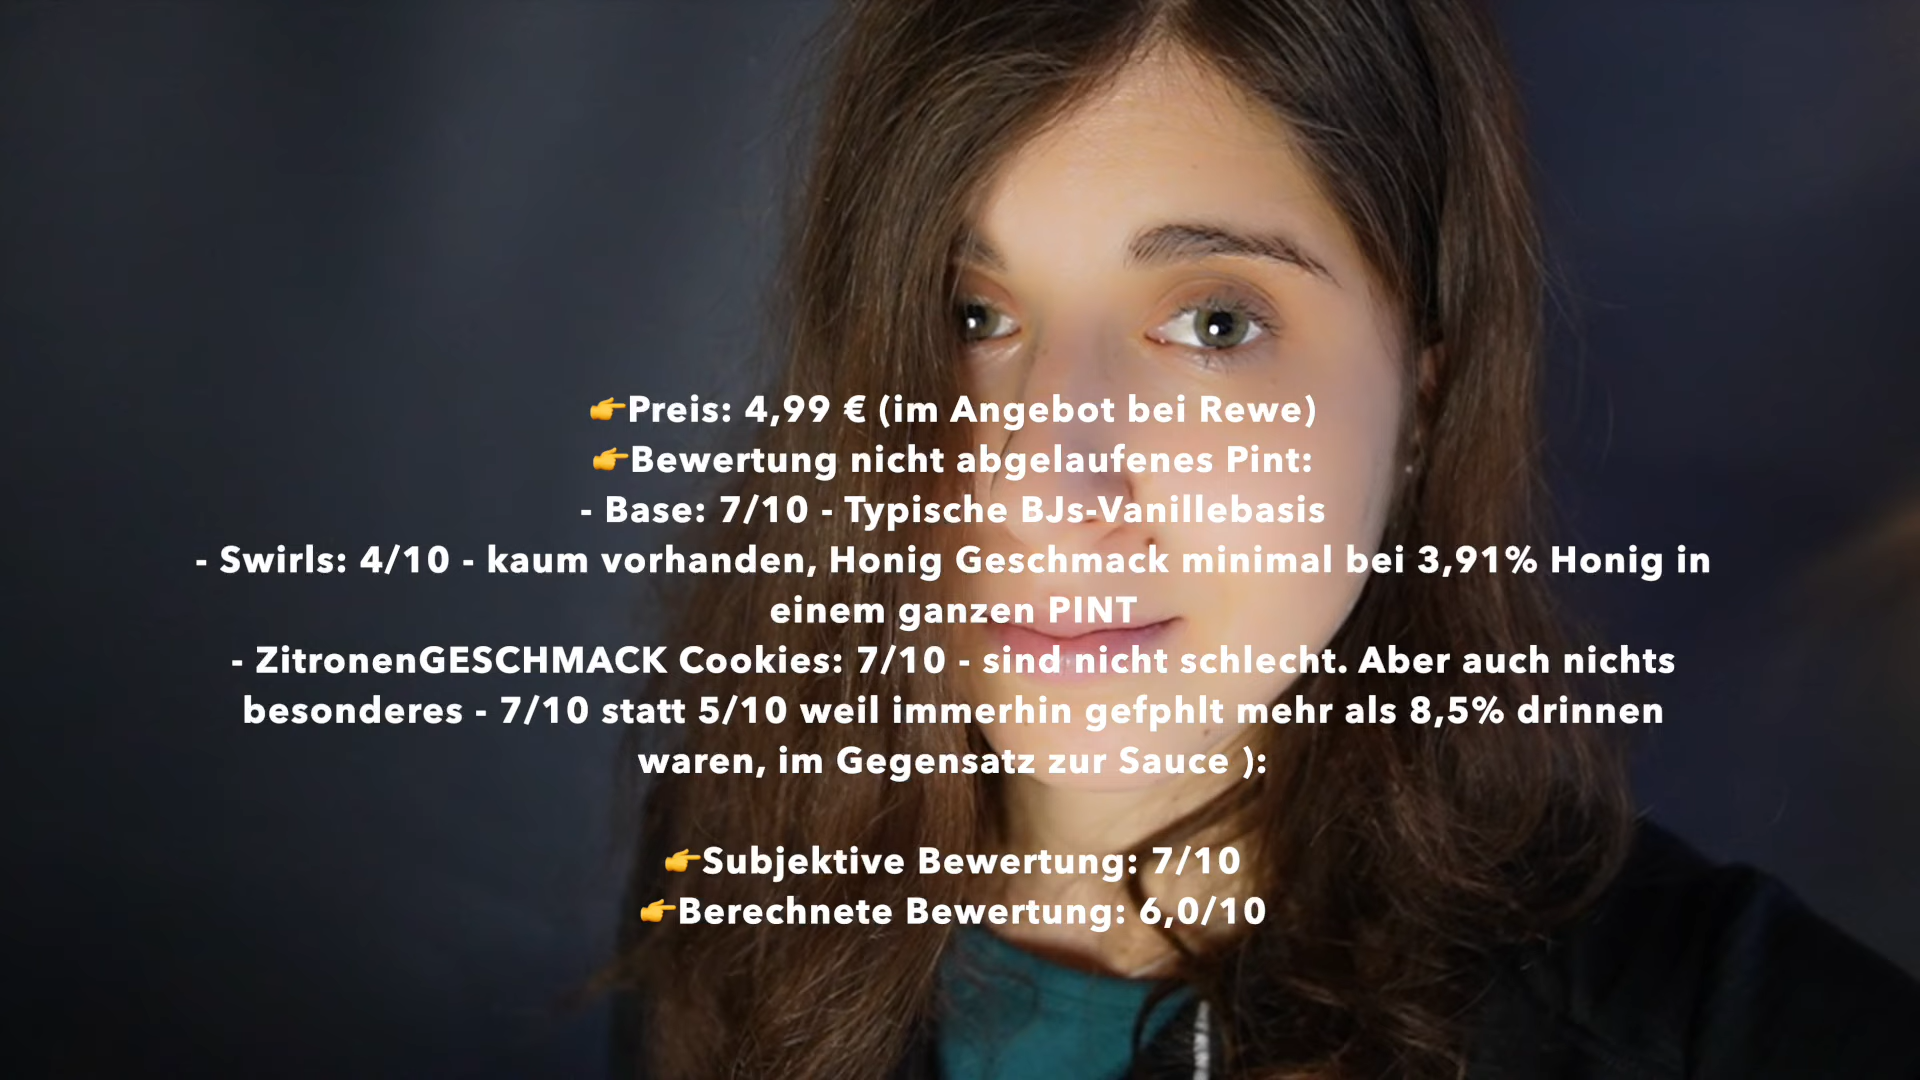 👉Preis: 4,99 € (im Angebot bei Rewe)
👉Bewertung nicht abgelaufenes Pint:
- Base: 7/10 - Typische BJs-Vanillebasis
- Swirls: 4/10 - kaum vorhanden, Honig Geschmack minimal bei 3,91% Honig in
einem ganzen PINT
- ZitronenGESCHMACK Cookies: 7/10 - sind nicht schlecht. Aber auch nichts
besonderes - 7/10 statt 5/10 weil immerhin gefphlt mehr als 8,5% drinnen
waren, im Gegensatz zur Sauce ):
👉Subjektive Bewertung: 7/10
👉Berechnete Bewertung: 6,0/10